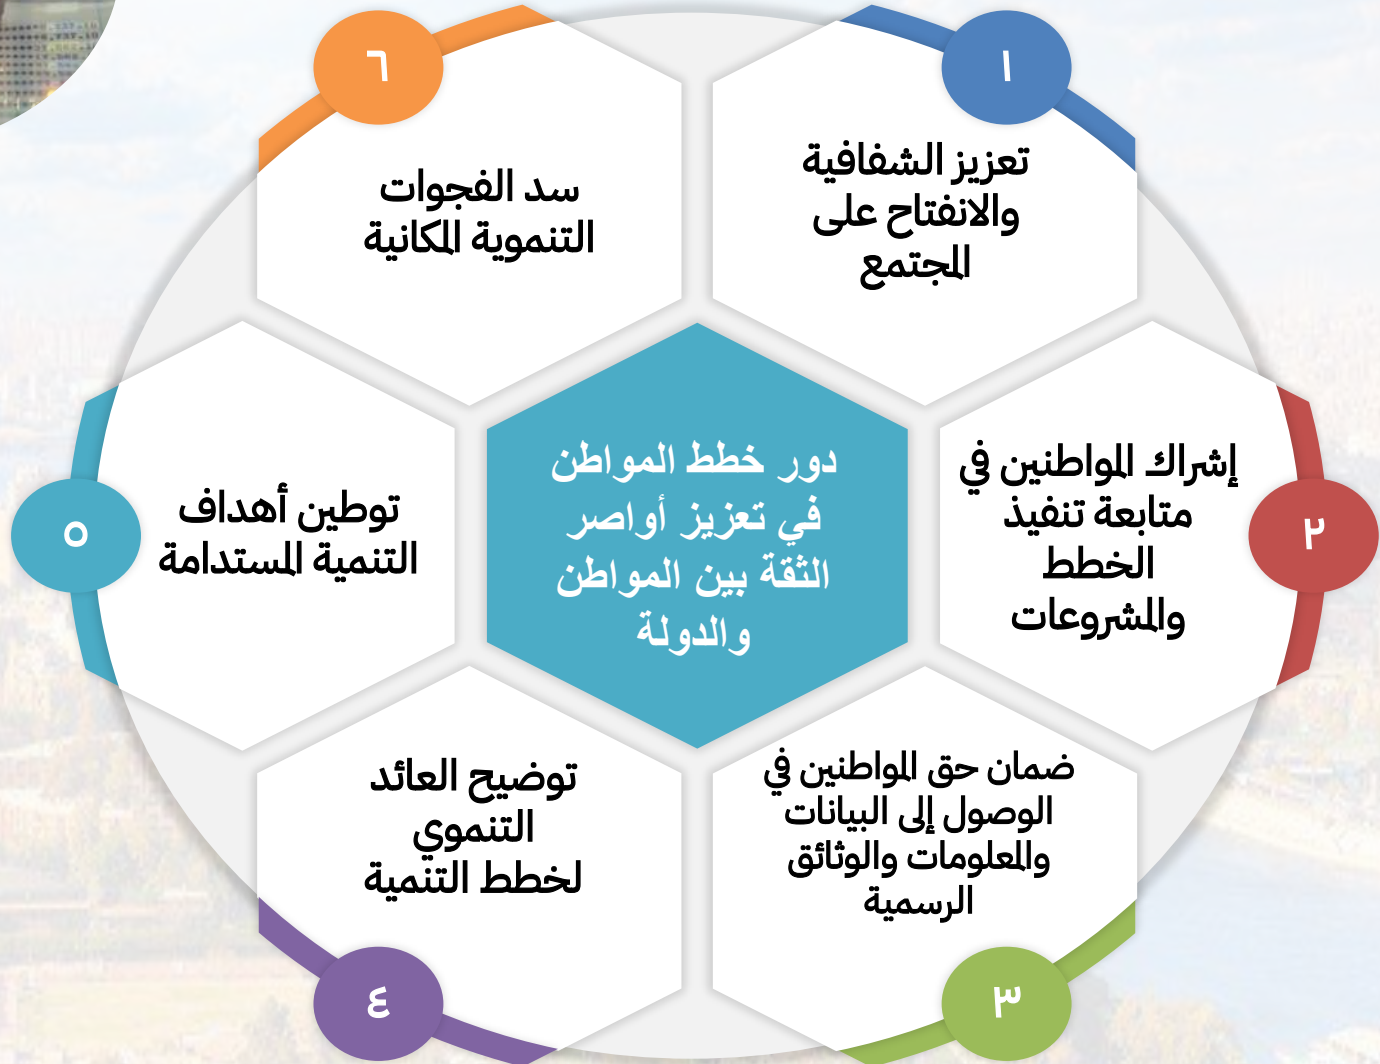 دور خطط المواطن
في تعزيز أواصر
الثقة بين المواطن
والدولة
١
تعزيز الشفافية
والانفتاح على
المجتمع
٢
إشراك المواطنين في
متابعة تنفيذ
الخطط
والمشروعات
٣
ضمان حق المواطنين في
الوصول إلى البيانات
والمعلومات والوثائق
الرسمية
٤
توضيح العائد
التنموي
لخطط التنمية
٥
توطين أهداف
التنمية المستدامة
٦
سد الفجوات
التنموية المكانية